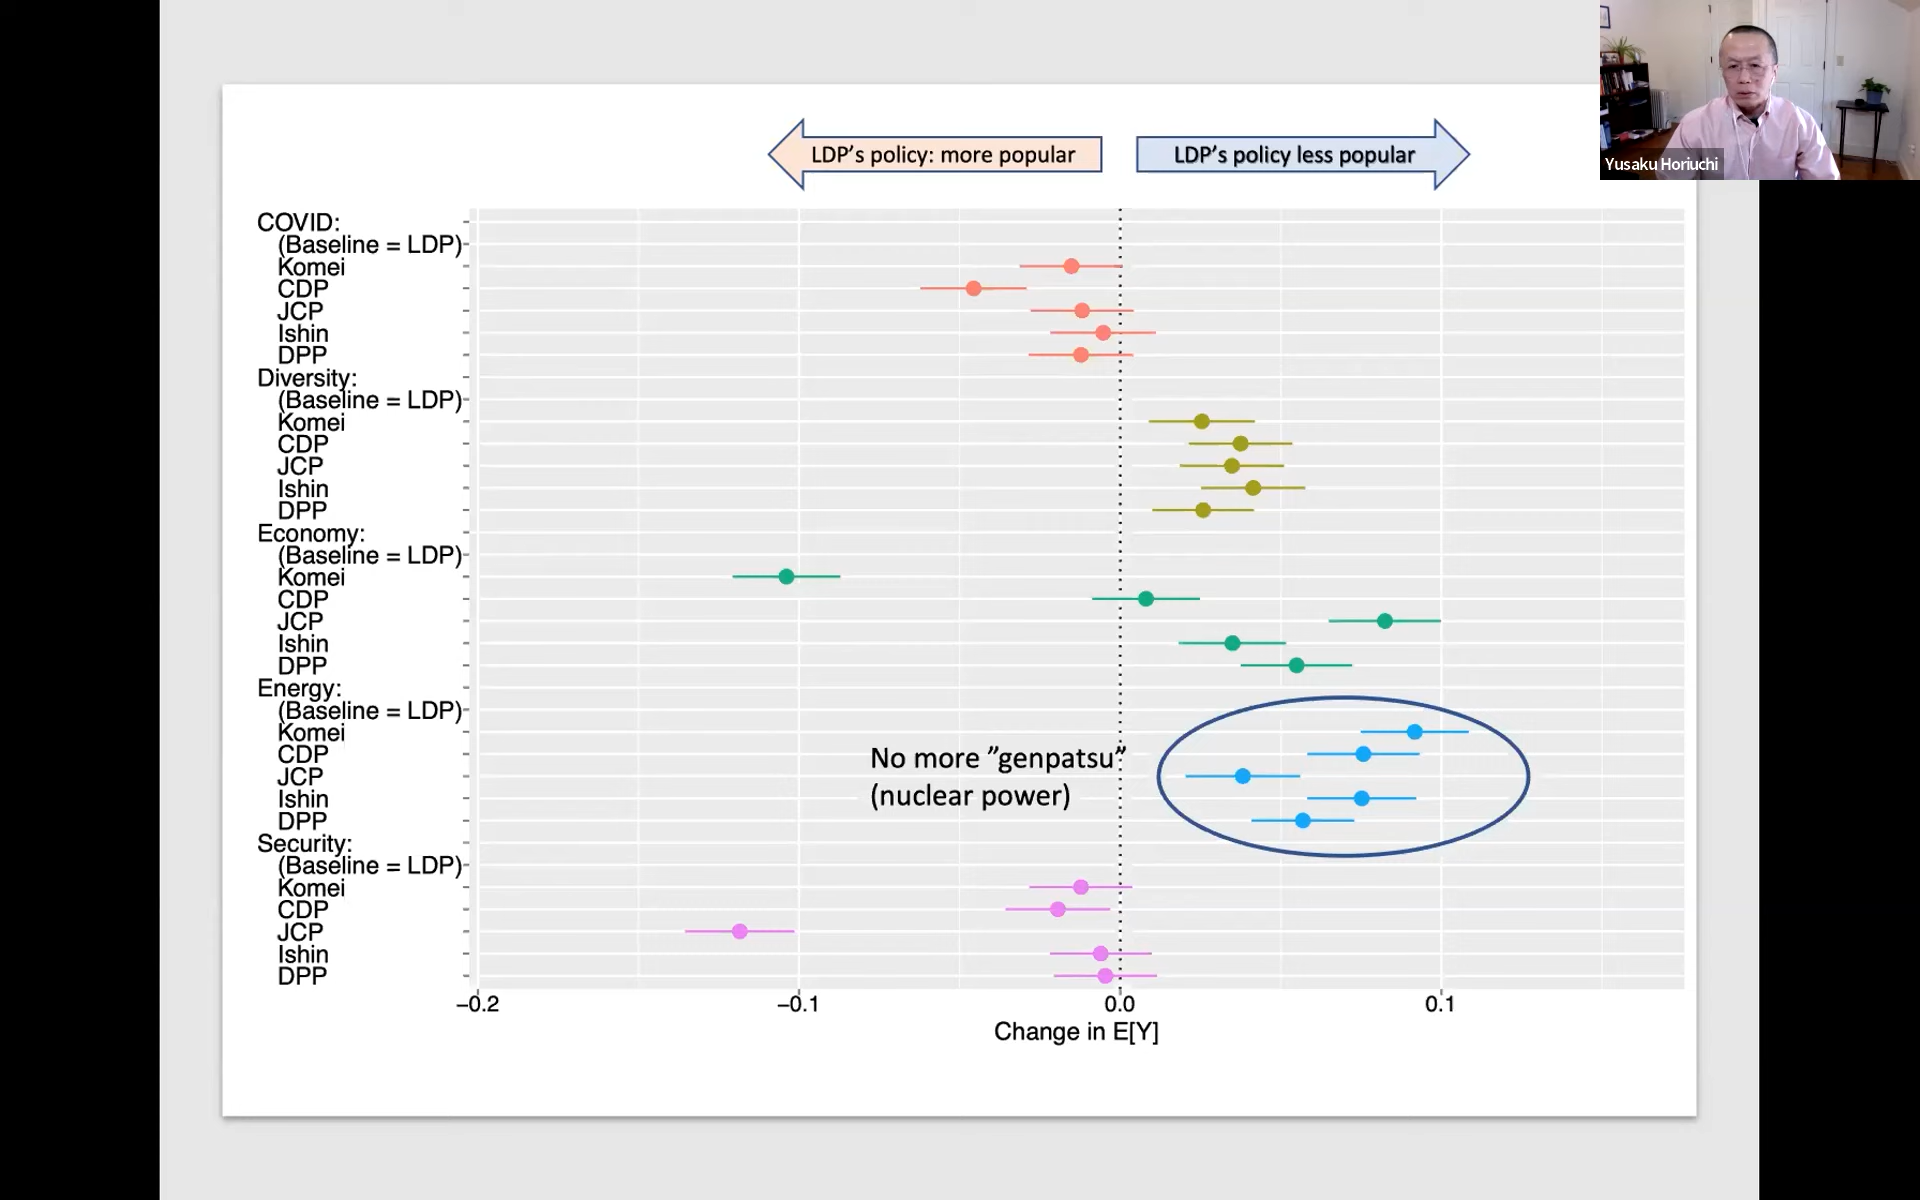 LDP's policy: more popular
LDP's policy less popular
Yusaku Horiuchi
COVID:
(Baseline = LDP)
Komei
CDP
JCP
Ishin
DPP
Diversity:
(Baseline = LDP)
Komei
CDP
JCP
Ishin
DPP
Economy:
(Baseline = LDP)
Komei
CDP
JCP
Ishin
DPP
Energy:
(Baseline = LDP)
Komei
CDP
JCP
Ishin
DPP
No more ”genpatsu”
(nuclear power)
Security:
(Baseline = LDP)
Komei
CDP
JCP
Ishin
DPP
−0.2
−0.1
0.0
0.1
Change in E[Y]